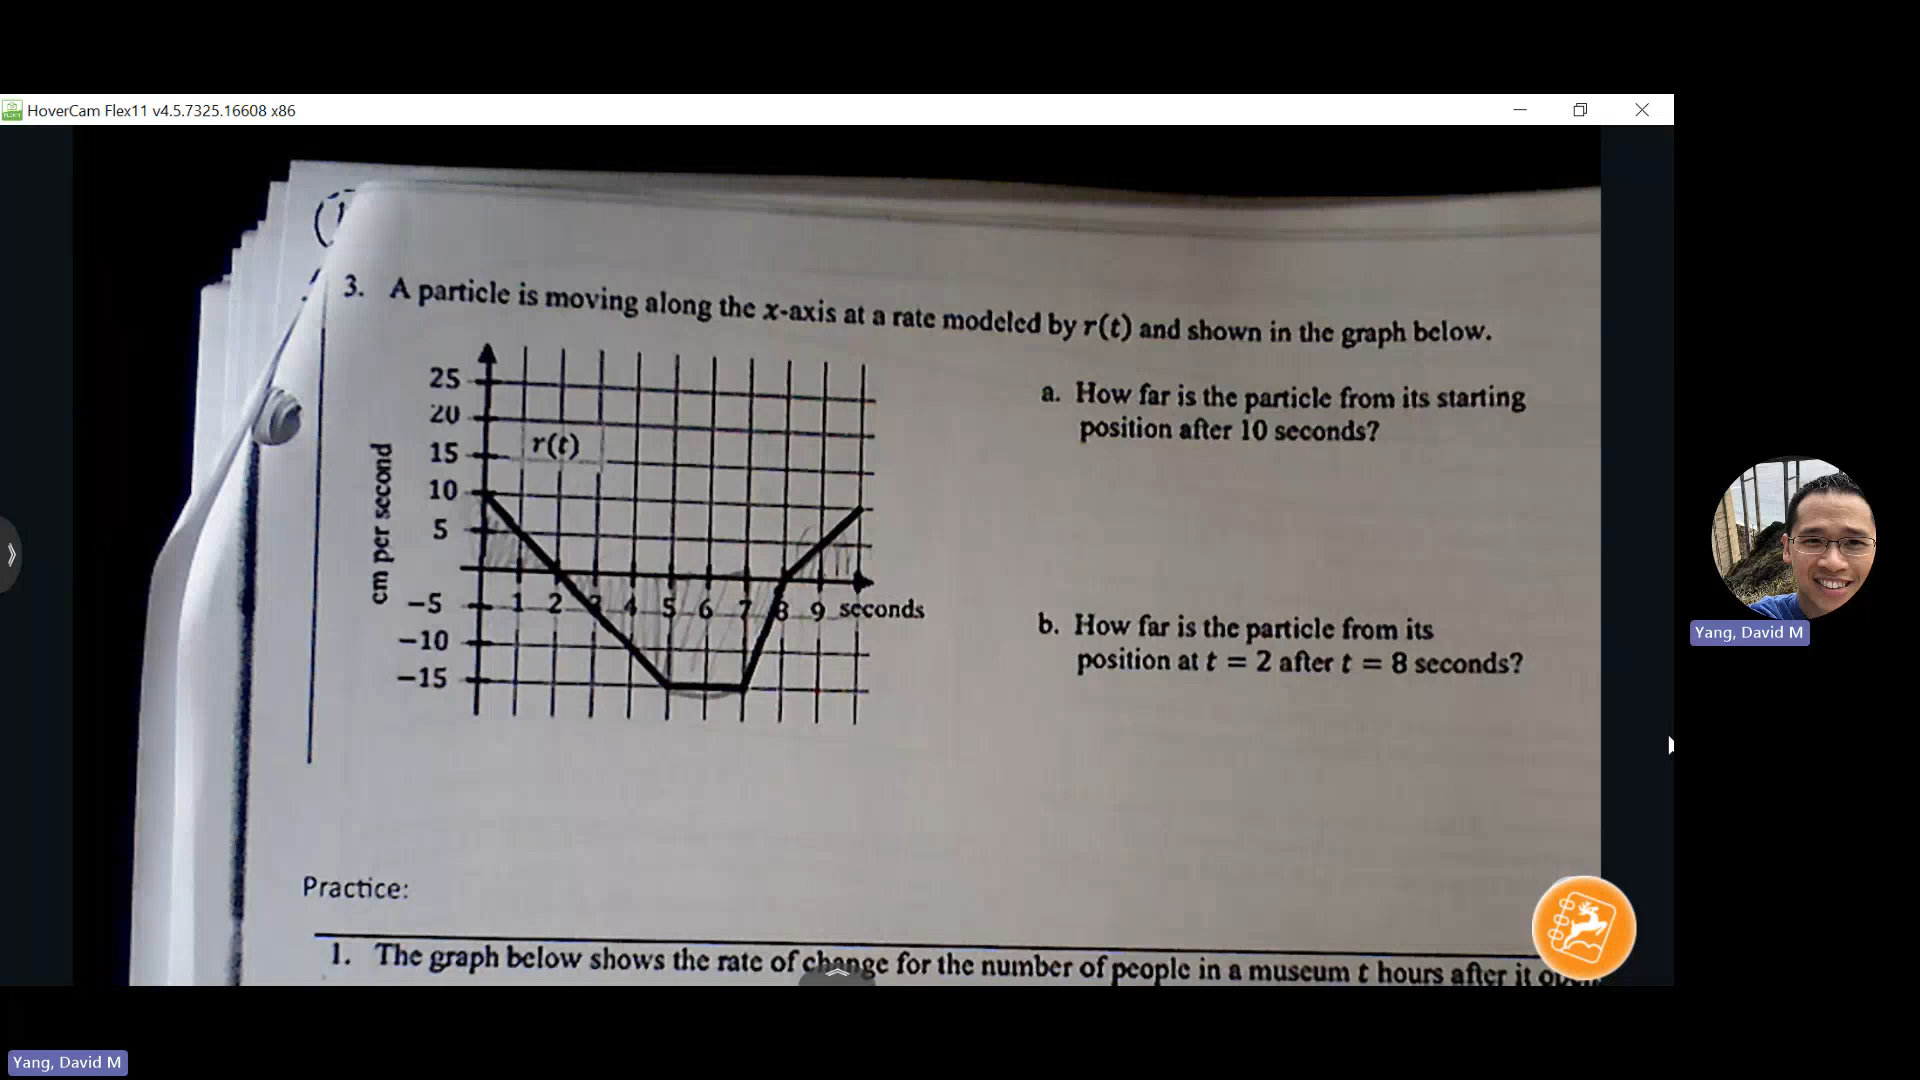 HoverCam Flex11 v4.5.7325.16608 x86
3. A particle is moving along the x-axis at a rate modeled by r(t) and shown in the graph below.
25
20
15
10
5
-5
-10
-15
cm per second
r(t)
1 2 3 4 5 6 7 8 9 seconds
a. How far is the particle from its starting
position after 10 seconds?
b. How far is the particle from its
position at t = 2 after t = 8 seconds?
Practice:
1. The graph below shows the rate of change for the number of people in a museum t hours after it
Yang, David M
Yang, David M